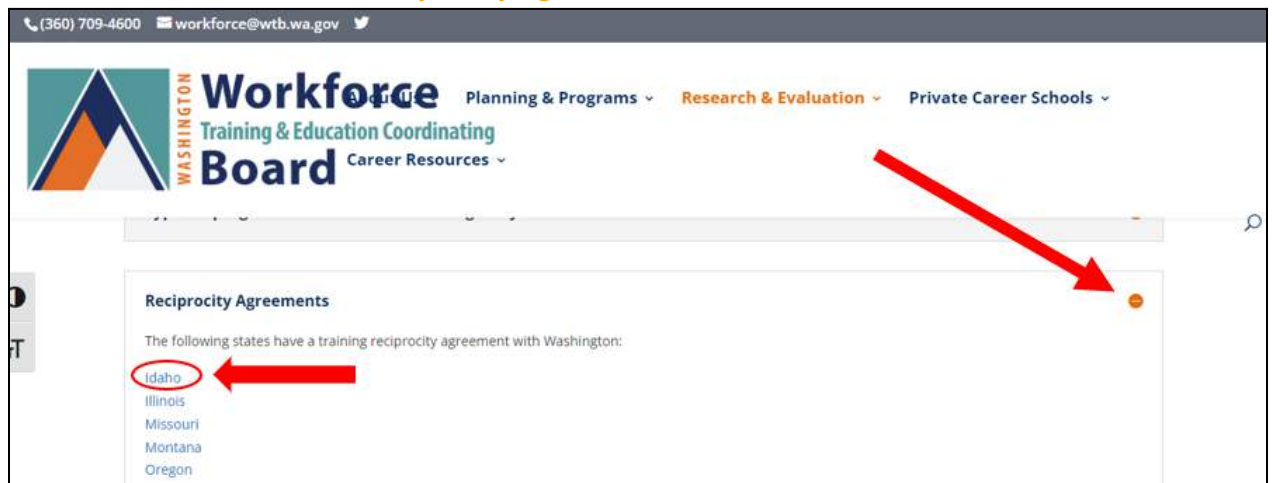 (360) 709-4600 workforce@wtb.wa.gov
WASHINGTON
Workforce
Training & Education Coordinating
Board
Planning & Programs Research & Evaluation Private Career Schools
Career Resources
Reciprocity Agreements
The following states have a training reciprocity agreement with Washington:
Idaho
Illinois
Missouri
Montana
Oregon